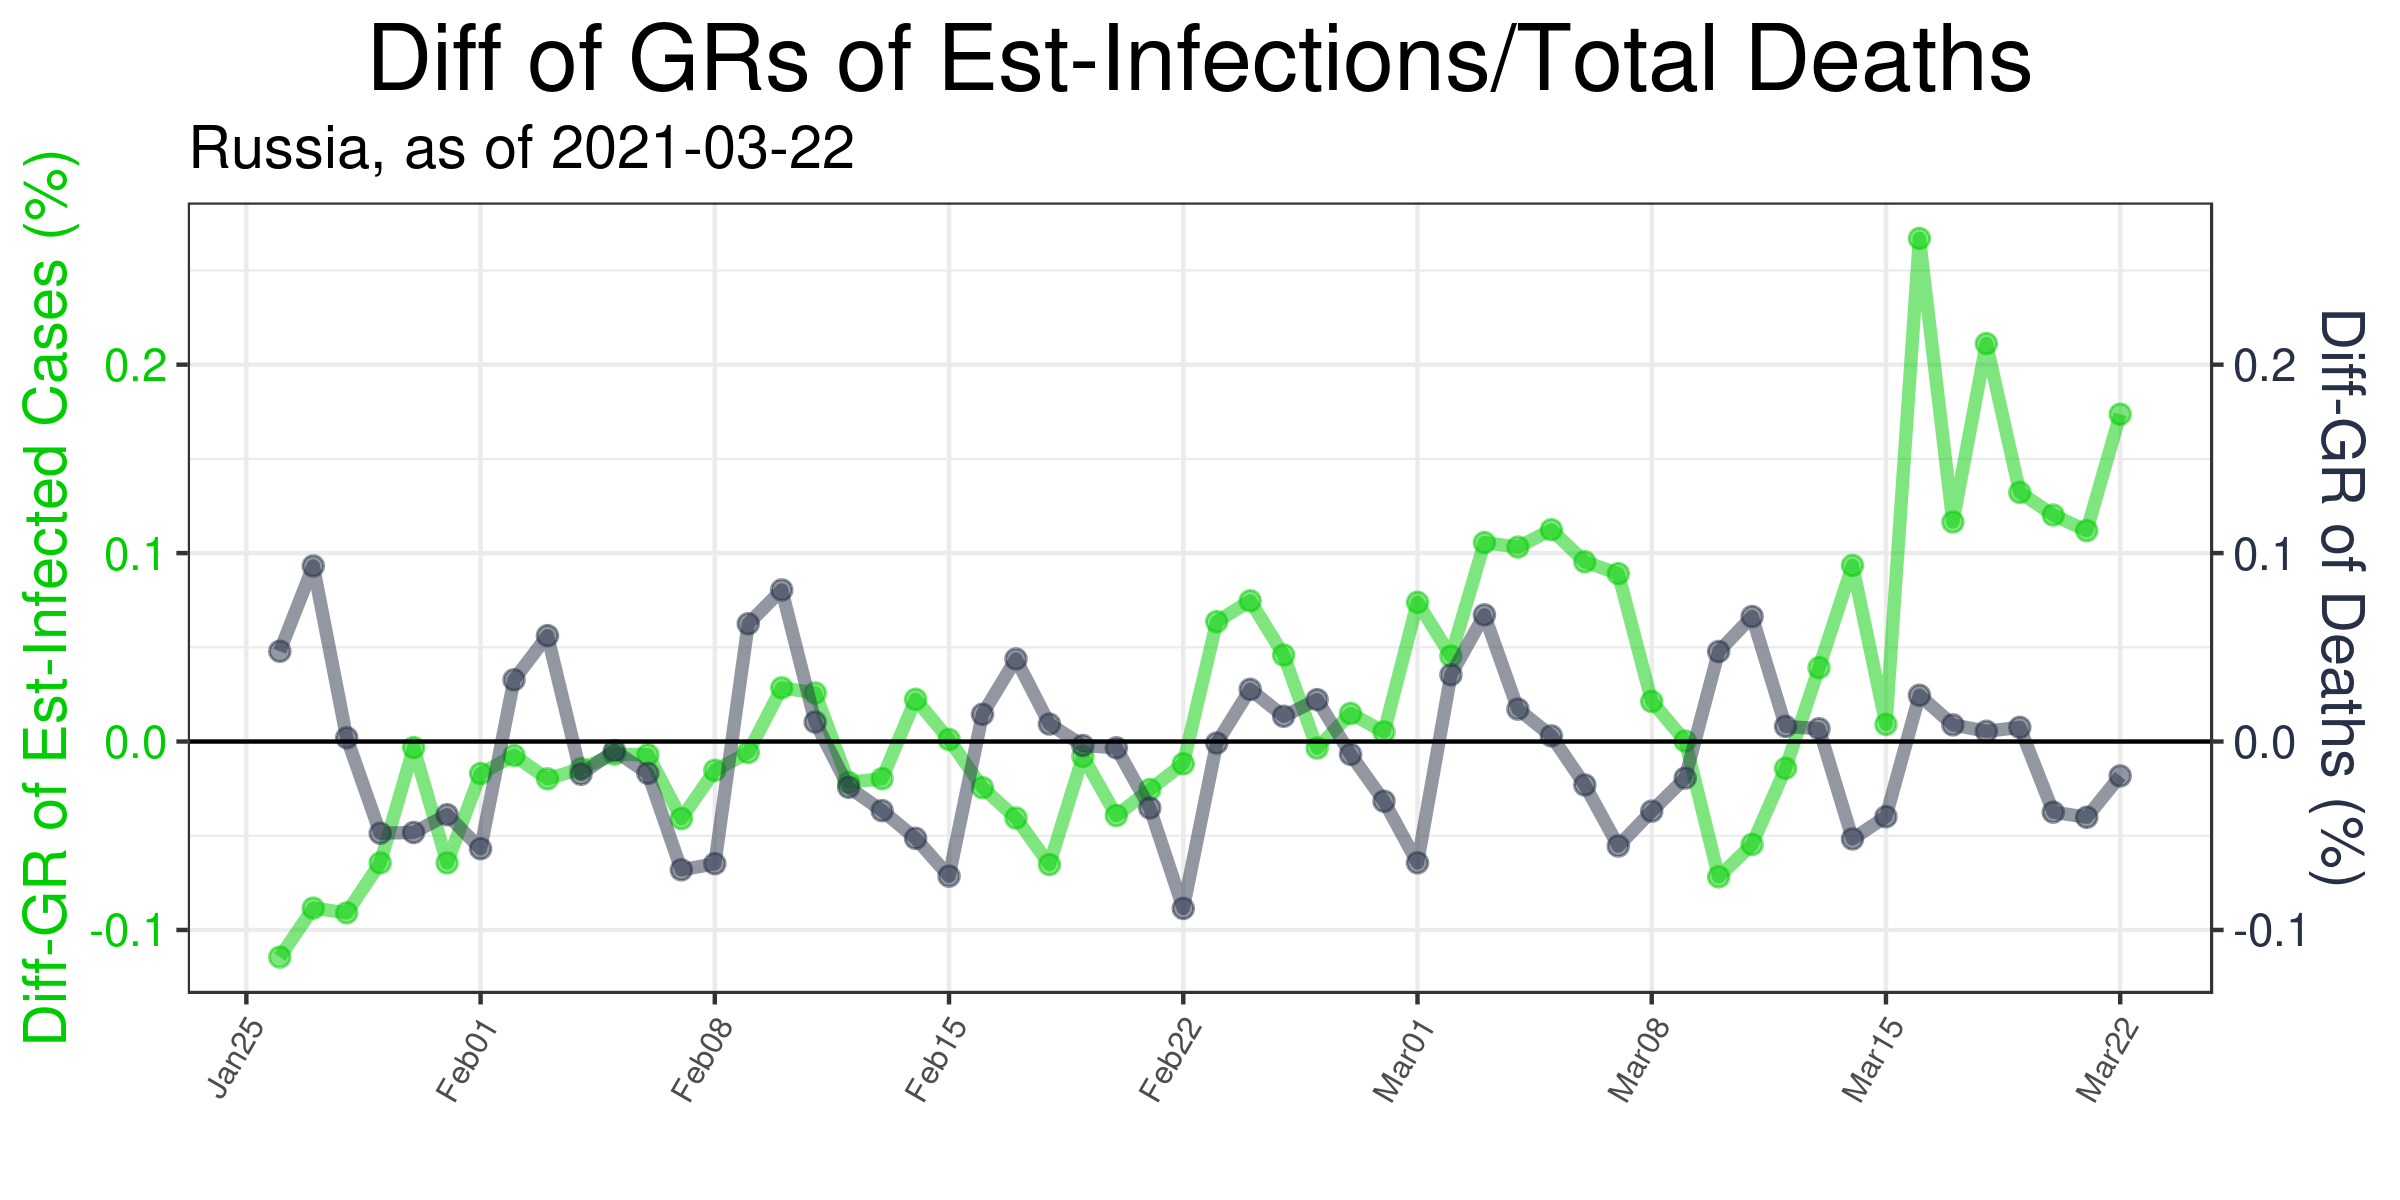 Diff of GRs of Est-Infections/Total Deaths
Russia, as of 2021-03-22
Diff-GR of Est-Infected Cases (%)
0.2
0.1
0.0
-0.1
0.2
0.1
0.0
-0.1
Diff-GR of Deaths (%)
Jan25
Feb01
Feb08
Feb15
Feb22
Mar01
Mar08
Mar15
Mar22